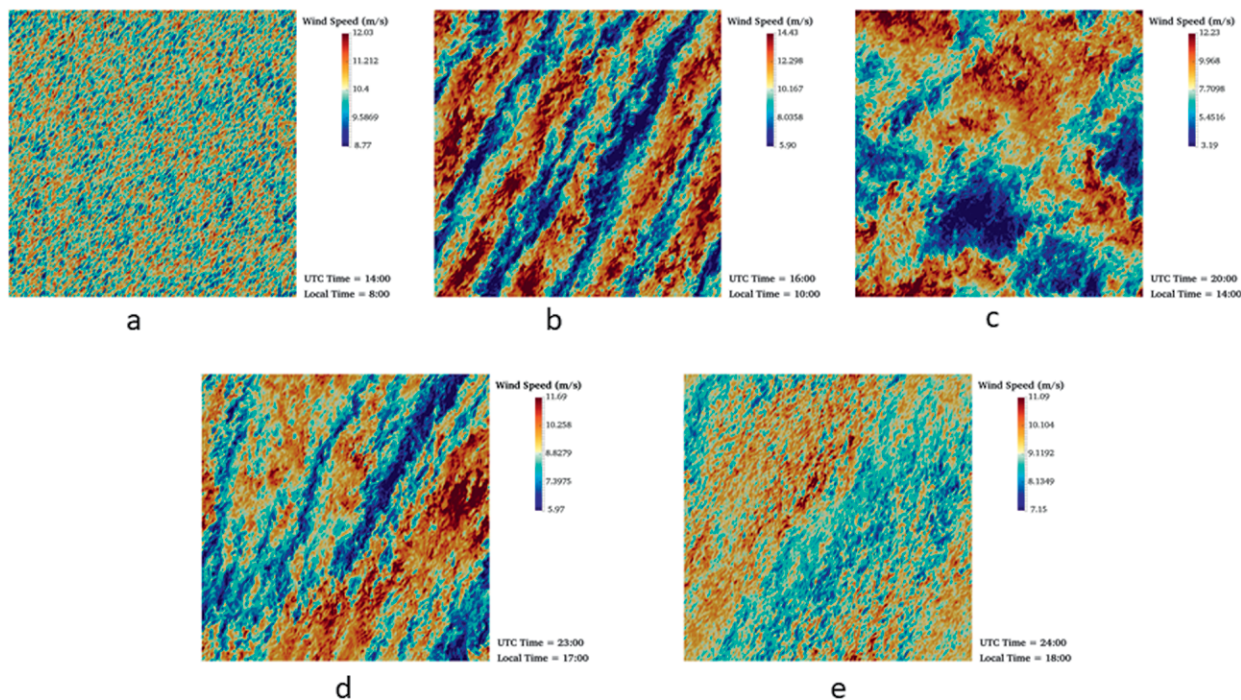 Wind Speed (m/s)
12.03
11.212
10.4
9.5869
8.77
UTC Time = 14:00
Local Time = 8:00
a
Wind Speed (m/s)
14.43
12.298
10.167
8.0358
5.90
UTC Time = 16:00
Local Time = 10:00
b
Wind Speed (m/s)
12.23
9.968
7.7098
5.4516
3.19
UTC Time = 20:00
Local Time = 14:00
c
Wind Speed (m/s)
11.69
10.258
8.8279
7.3975
5.97
UTC Time = 23:00
Local Time = 17:00
d
Wind Speed (m/s)
11.09
10.104
9.1192
8.1349
7.15
UTC Time = 24:00
Local Time = 18:00
e